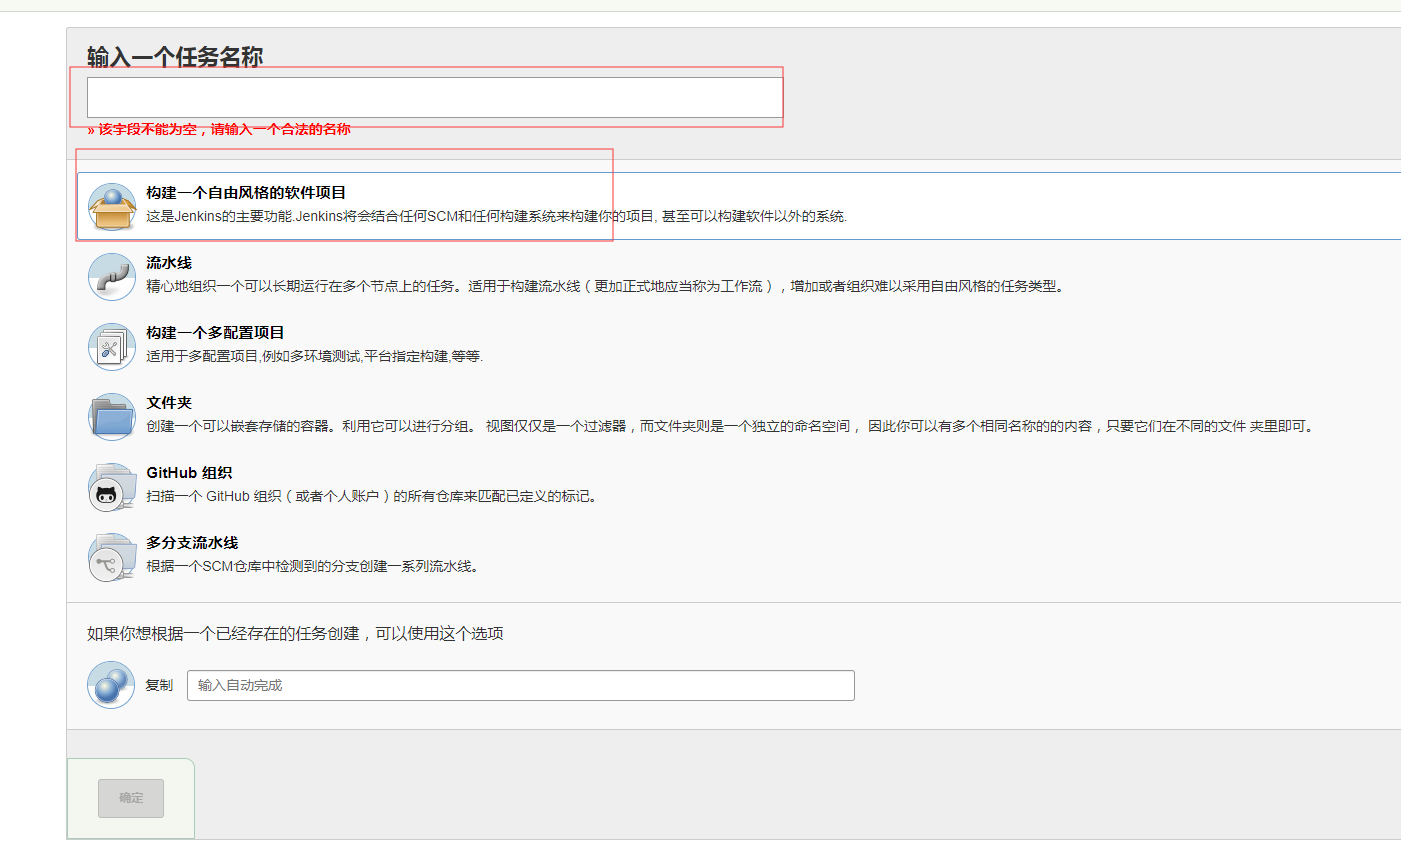 输入一个任务名称
» 该字段不能为空，请输入一个合法的名称
构建一个自由风格的软件项目
这是Jenkins的主要功能.Jenkins将会结合任何SCM和任何构建系统来构建你的项目, 甚至可以构建软件以外的系统.
流水线
精心地组织一个可以长期运行在多个节点上的任务。适用于构建流水线（更加正式地应当称为工作流），增加或者组织难以采用自由风格的任务类型。
构建一个多配置项目
适用于多配置项目,例如多环境测试,平台指定构建,等等.
文件夹
创建一个可以嵌套存储的容器。利用它可以进行分组。 视图仅仅是一个过滤器，而文件夹则是一个独立的命名空间， 因此你可以有多个相同名称的的内容，只要它们在不同的文件 夹里即可。
GitHub 组织
扫描一个 GitHub 组织（或者个人账户）的所有仓库来匹配已定义的标记。
多分支流水线
根据一个SCM仓库中检测到的分支创建一系列流水线。
如果你想根据一个已经存在的任务创建，可以使用这个选项
复制
输入自动完成
确定